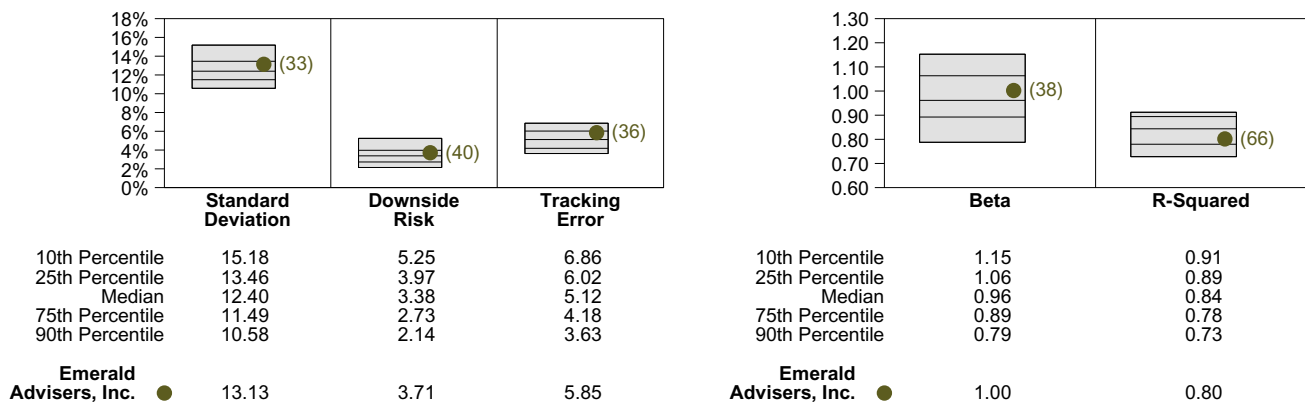 18%
16%
14%
12%
10%
8%
6%
4%
2%
0%
(33)
(40)
(36)
Standard Deviation
Downside Risk
Tracking Error
10th Percentile 15.18 5.25 6.86
25th Percentile 13.46 3.97 6.02
Median 12.40 3.38 5.12
75th Percentile 11.49 2.73 4.18
90th Percentile 10.58 2.14 3.63
Emerald
Advisers, Inc. 13.13 3.71 5.85
1.30
1.20
1.10
1.00
0.90
0.80
0.70
0.60
(38)
(66)
Beta R-Squared
10th Percentile 1.15 0.91
25th Percentile 1.06 0.89
Median 0.96 0.84
75th Percentile 0.89 0.78
90th Percentile 0.79 0.73
Emerald
Advisers, Inc. 1.00 0.80